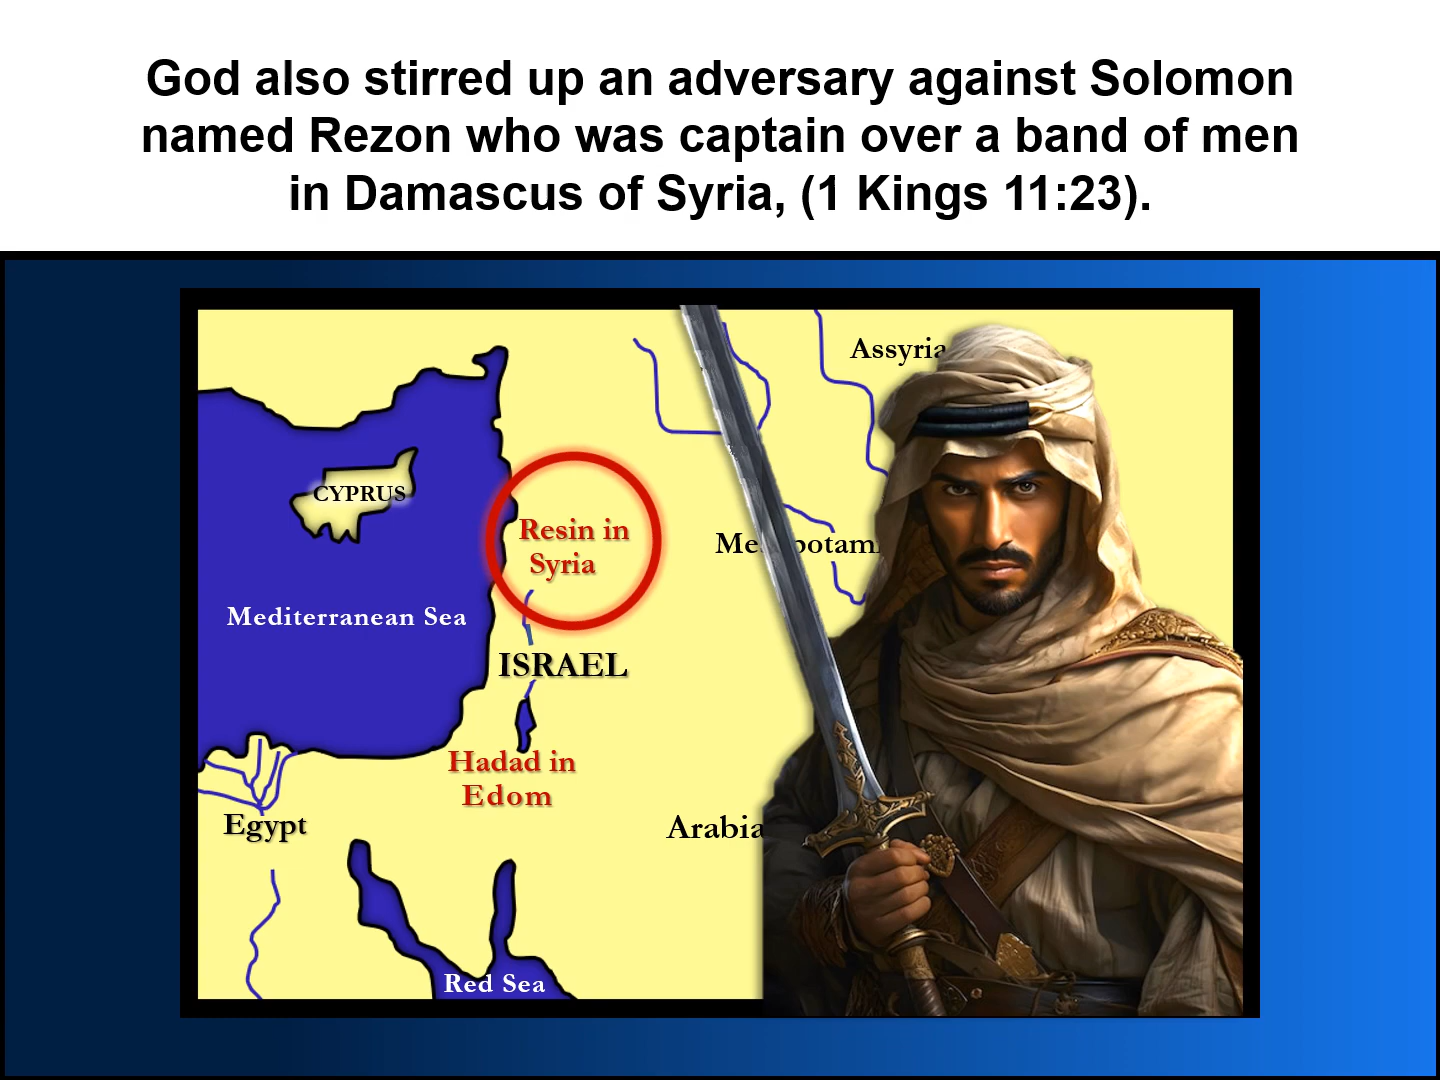 God also stirred up an adversary against Solomon
named Rezon who was captain over a band of men
in Damascus of Syria, (1 Kings 11:23).
Assyria
CYPRUS
Resin in
Syria
Mediterranean Sea
ISRAEL
Hadad in
Edom
Egypt
Arabia
Red Sea